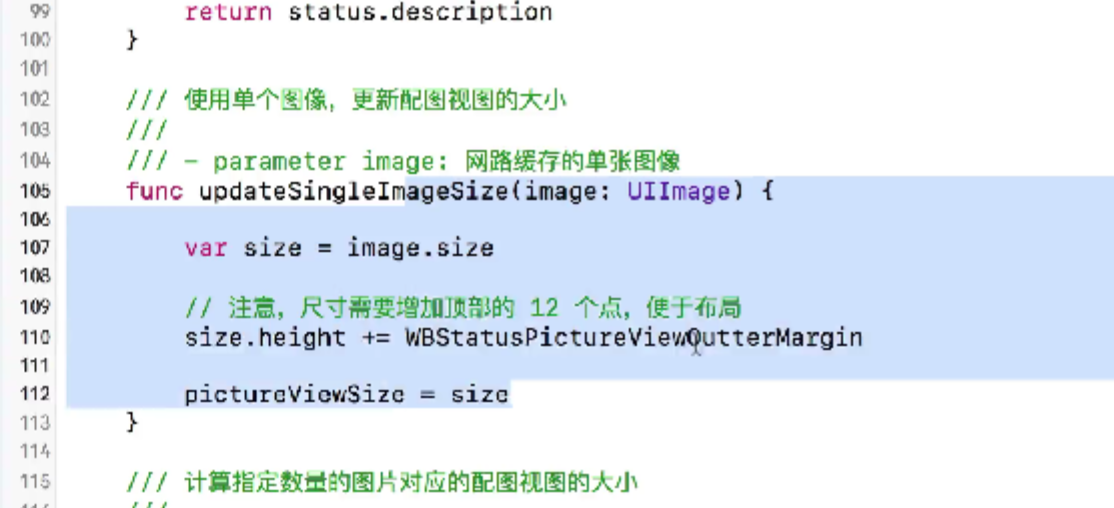 99 return status.description
100 }
101
102 /// 使用单个图像，更新配图视图的大小
103 ///
104 /// - parameter image: 网路缓存的单张图像
105 func updateSingleImageSize(image: UIImage) {
106
107 var size = image.size
108
109 // 注意，尺寸需要增加顶部的 12 个点，便于布局
110 size.height += WBStatusPictureViewOutterMargin
111
112 pictureViewSize = size
113 }
114
115 /// 计算指定数量的图片对应的配图视图的大小